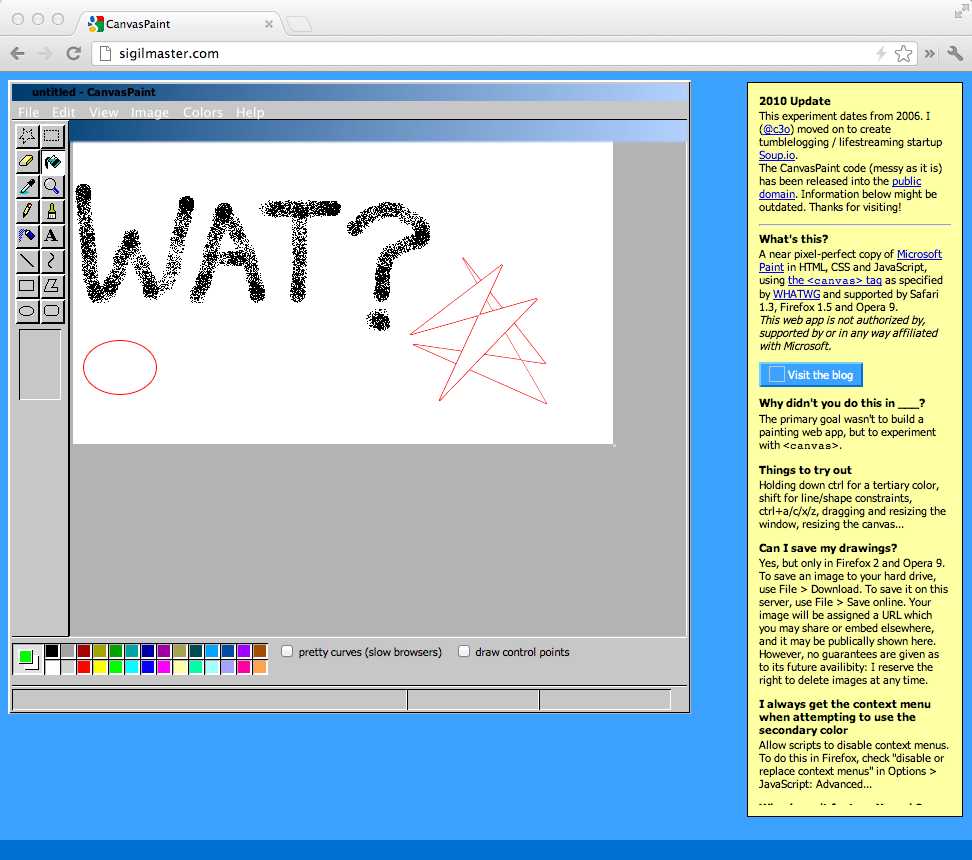 CanvasPaint
sigilmaster.com
untitled - CanvasPaint
File Edit View Image Colors Help
A
WAT?
pretty curves (slow browsers)
draw control points
2010 Update
This experiment dates from 2006. I
(@c3o) moved on to create
tumblelogging / lifestreaming startup
Soup.io.
The CanvasPaint code (messy as it is)
has been released into the public
domain. Information below might be
outdated. Thanks for visiting!
What's this?
A near pixel-perfect copy of Microsoft
Paint in HTML, CSS and JavaScript,
using the <canvas> tag as specified
by WHATWG and supported by Safari
1.3, Firefox 1.5 and Opera 9.
This web app is not authorized by,
supported by or in any way affiliated
with Microsoft.
Visit the blog
Why didn't you do this in ____?
The primary goal wasn't to build a
painting web app, but to experiment
with <canvas>.
Things to try out
Holding down ctrl for a tertiary color,
shift for line/shape constraints,
ctrl+a/c/x/z, dragging and resizing the
window, resizing the canvas...
Can I save my drawings?
Yes, but only in Firefox 2 and Opera 9.
To save an image to your hard drive,
use File > Download. To save it on this
server, use File > Save online. Your
image will be assigned a URL which
you may share or embed elsewhere,
and it may be publically shown here.
However, no guarantees are given as
to its future availibity: I reserve the
right to delete images at any time.
I always get the context menu
when attempting to use the
secondary color
Allow scripts to disable context menus.
To do this in Firefox, check "disable or
replace context menus" in Options >
JavaScript: Advanced...